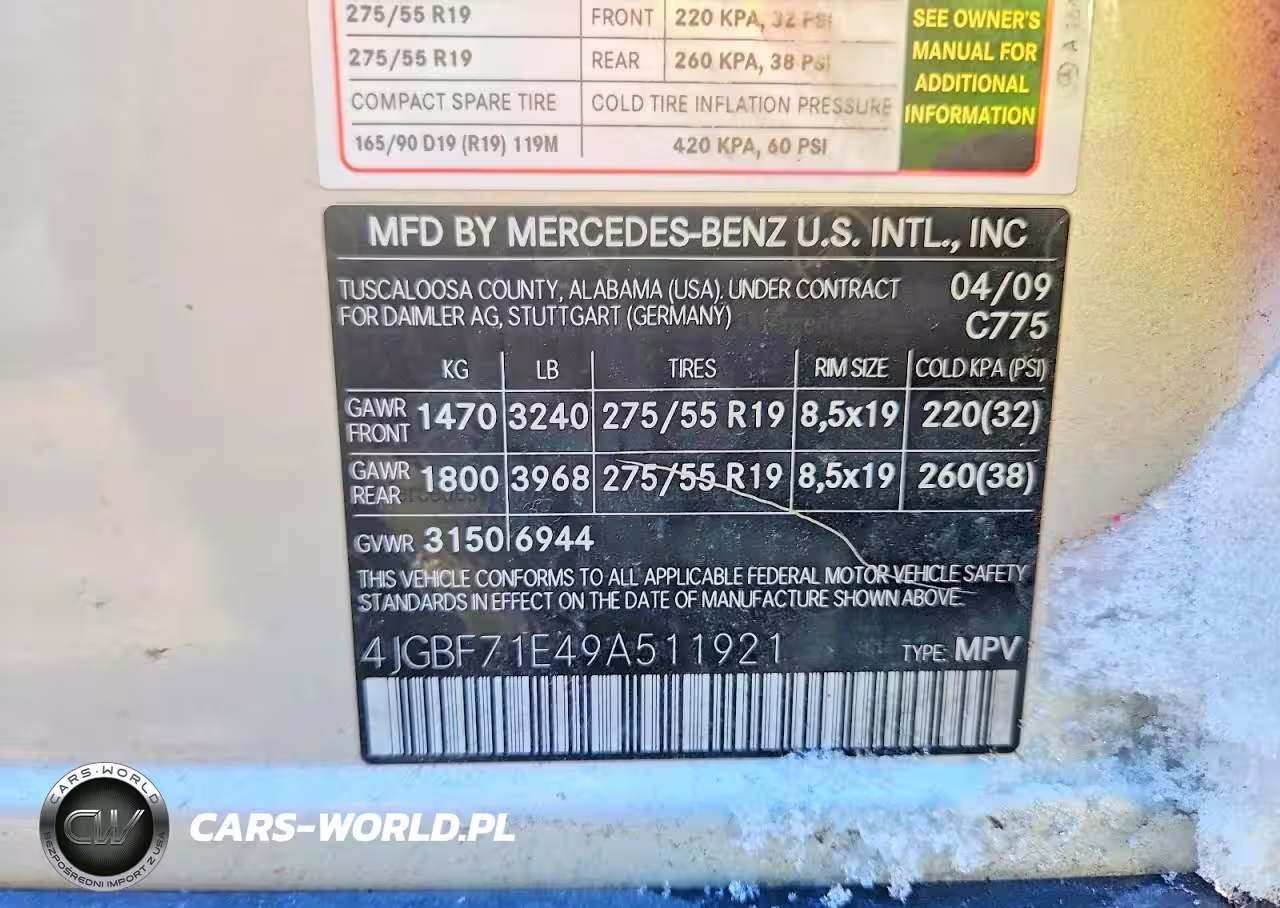 275/55 R19 FRONT 220 KPA, 32 PSI
275/55 R19 REAR 260 KPA, 38 PSI
COMPACT SPARE TIRE COLD TIRE INFLATION PRESSURE
165/90 D19 (R19) 119M 420 KPA, 60 PSI
SEE OWNER'S
MANUAL FOR
ADDITIONAL
INFORMATION
MFD BY MERCEDES-BENZ U.S. INTL., INC
TUSCALOOSA COUNTY, ALABAMA (USA). UNDER CONTRACT 04/09
FOR DAIMLER AG, STUTTGART (GERMANY) C775
KG LB TIRES RIM SIZE COLD KPA (PSI)
GAWR FRONT 1470 3240 275/55 R19 8,5x19 220(32)
GAWR REAR 1800 3968 275/55 R19 8,5x19 260(38)
GVWR 3150 6944
THIS VEHICLE CONFORMS TO ALL APPLICABLE FEDERAL MOTOR VEHICLE SAFETY
STANDARDS IN EFFECT ON THE DATE OF MANUFACTURE SHOWN ABOVE.
4JGBF71E49A511921 TYPE: MPV
CARS-WORLD
CW
BEZPOŚREDNI IMPORT Z USA
CARS-WORLD.PL